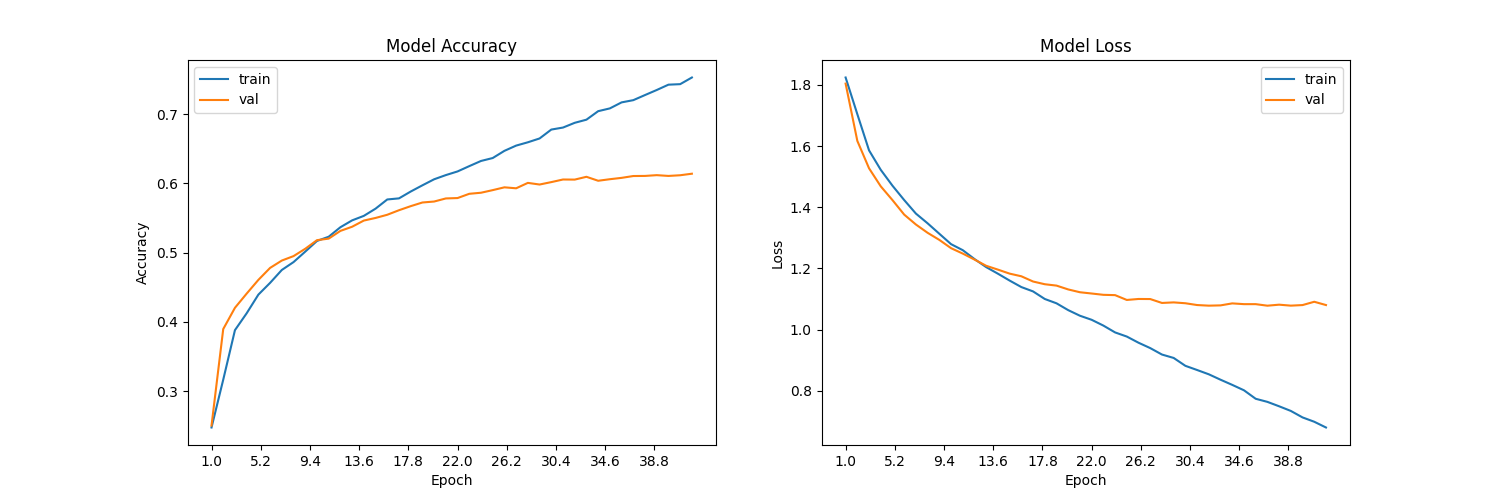 Model Accuracy
train
val
0.7
0.6
0.5
0.4
0.3
Accuracy
1.0 5.2 9.4 13.6 17.8 22.0 26.2 30.4 34.6 38.8
Epoch
Model Loss
train
val
1.8
1.6
1.4
1.2
1.0
0.8
Loss
1.0 5.2 9.4 13.6 17.8 22.0 26.2 30.4 34.6 38.8
Epoch